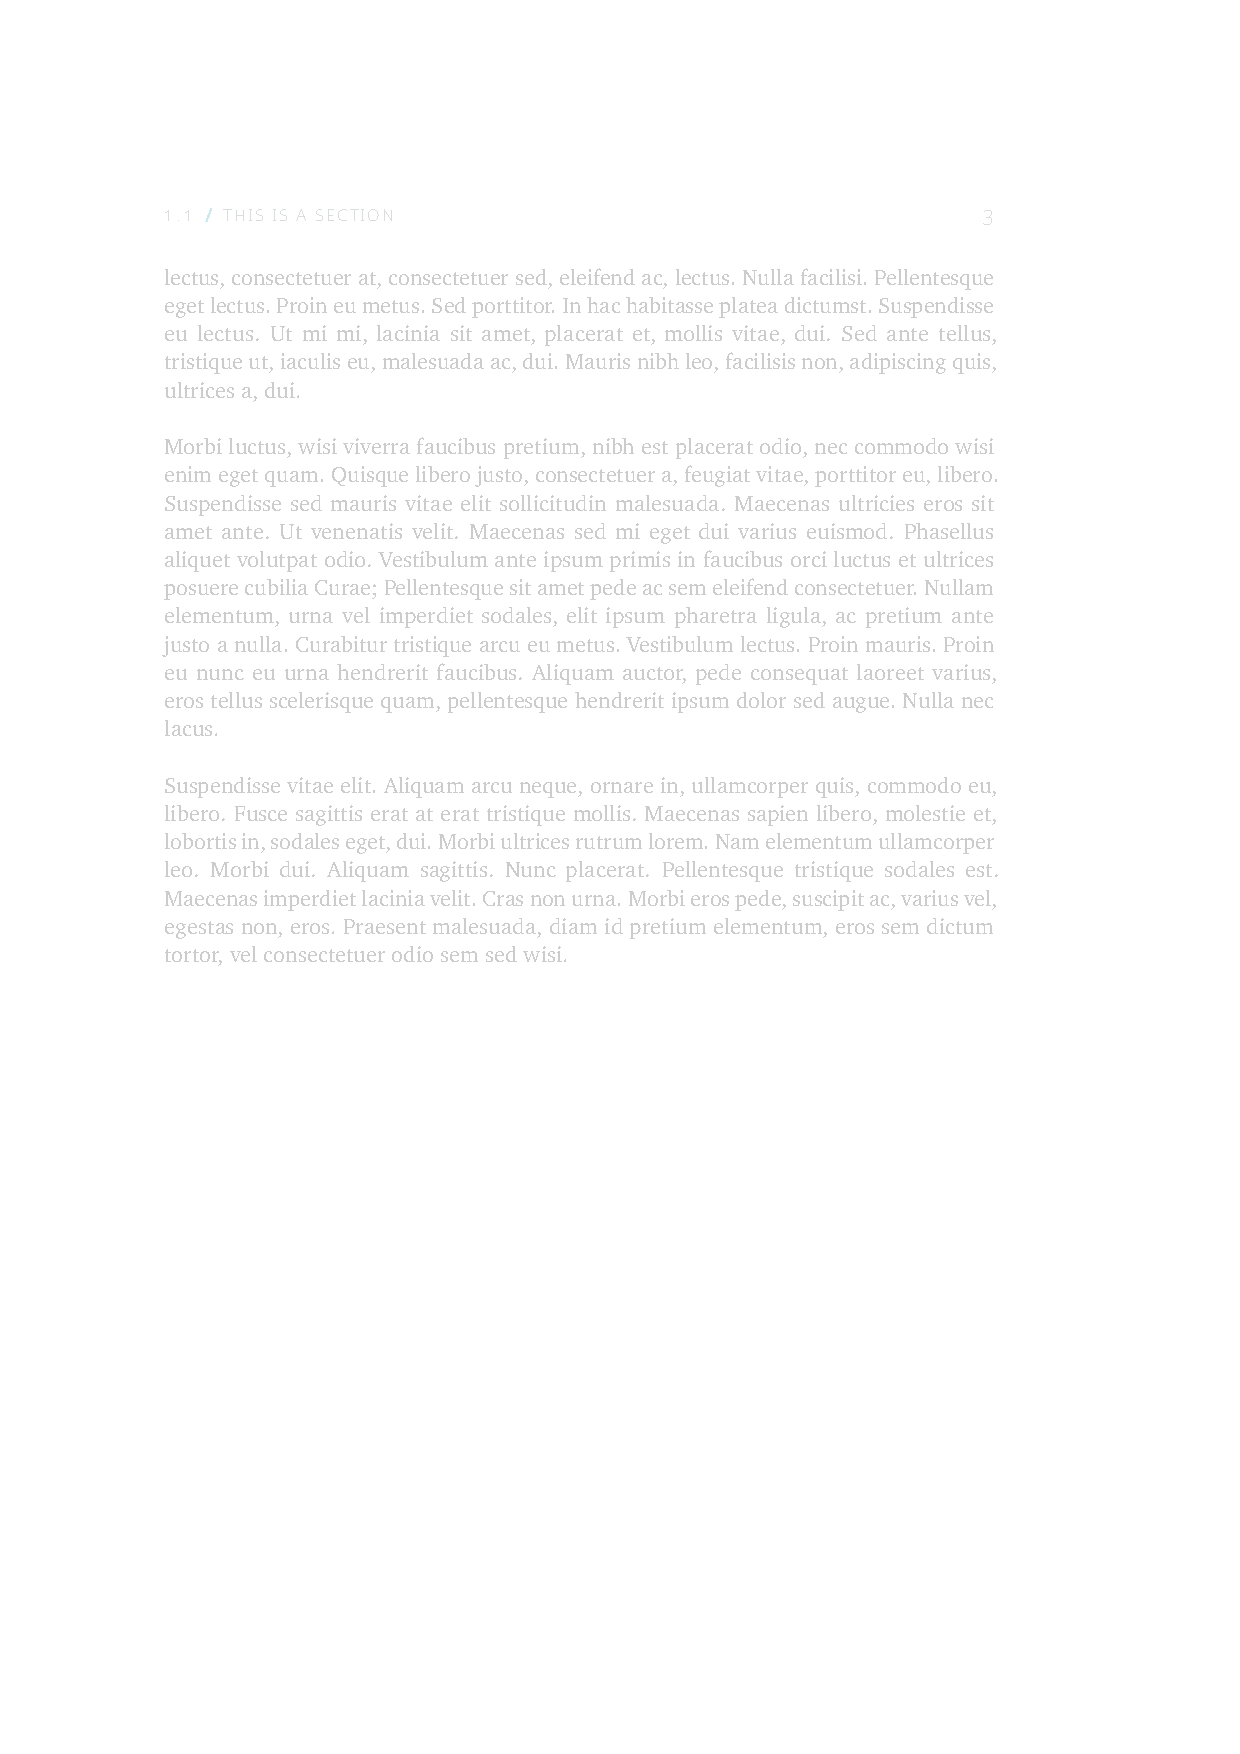 1.1 / THIS IS A SECTION 3
lectus, consectetuer at, consectetuer sed, eleifend ac, lectus. Nulla facilisi. Pellentesque
eget lectus. Proin eu metus. Sed porttitor. In hac habitasse platea dictumst. Suspendisse
eu lectus. Ut mi mi, lacinia sit amet, placerat et, mollis vitae, dui. Sed ante tellus,
tristique ut, iaculis eu, malesuada ac, dui. Mauris nibh leo, facilisis non, adipiscing quis,
ultrices a, dui.
Morbi luctus, wisi viverra faucibus pretium, nibh est placerat odio, nec commodo wisi
enim eget quam. Quisque libero justo, consectetuer a, feugiat vitae, porttitor eu, libero.
Suspendisse sed mauris vitae elit sollicitudin malesuada. Maecenas ultricies eros sit
amet ante. Ut venenatis velit. Maecenas sed mi eget dui varius euismod. Phasellus
aliquet volutpat odio. Vestibulum ante ipsum primis in faucibus orci luctus et ultrices
posuere cubilia Curae; Pellentesque sit amet pede ac sem eleifend consectetuer. Nullam
elementum, urna vel imperdiet sodales, elit ipsum pharetra ligula, ac pretium ante
justo a nulla. Curabitur tristique arcu eu metus. Vestibulum lectus. Proin mauris. Proin
eu nunc eu urna hendrerit faucibus. Aliquam auctor, pede consequat laoreet varius,
eros tellus scelerisque quam, pellentesque hendrerit ipsum dolor sed augue. Nulla nec
lacus.
Suspendisse vitae elit. Aliquam arcu neque, ornare in, ullamcorper quis, commodo eu,
libero. Fusce sagittis erat at erat tristique mollis. Maecenas sapien libero, molestie et,
lobortis in, sodales eget, dui. Morbi ultrices rutrum lorem. Nam elementum ullamcorper
leo. Morbi dui. Aliquam sagittis. Nunc placerat. Pellentesque tristique sodales est.
Maecenas imperdiet lacinia velit. Cras non urna. Morbi eros pede, suscipit ac, varius vel,
egestas non, eros. Praesent malesuada, diam id pretium elementum, eros sem dictum
tortor, vel consectetuer odio sem sed wisi.